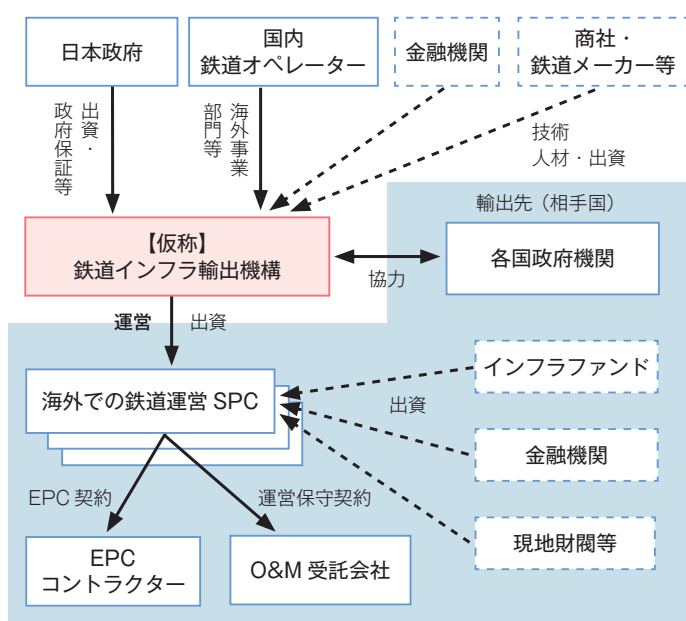 日本政府
国内
鉄道オペレーター
金融機関
商社・
鉄道メーカー等
出資・
政府保証等
海外事業
部門等
技術
人材・出資
輸出先（相手国）
【仮称】
鉄道インフラ輸出機構
協力
各国政府機関
運営 出資
海外での鉄道運営 SPC
出資
インフラファンド
金融機関
現地財閥等
EPC 契約
運営保守契約
EPC
コントラクター
O&M 受託会社